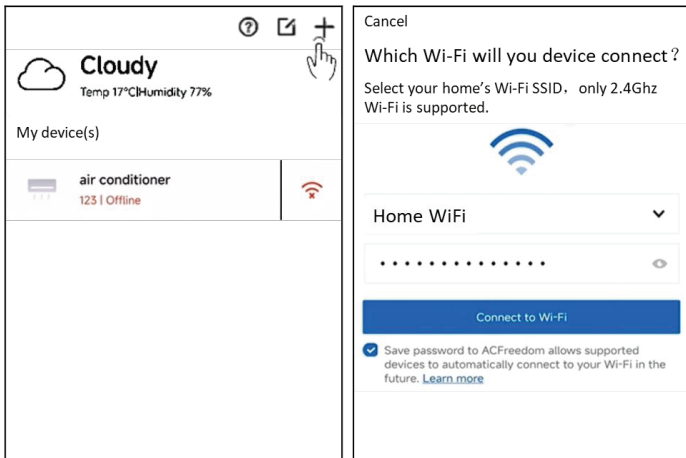 Cloudy
Temp 17°C|Humidity 77%
My device(s)
air conditioner
123 | Offline
Cancel
Which Wi-Fi will you device connect？
Select your home’s Wi-Fi SSID，only 2.4Ghz
Wi-Fi is supported.
Home WiFi
Connect to Wi-Fi
Save password to ACFreedom allows supported
devices to automatically connect to your Wi-Fi in the
future. Learn more